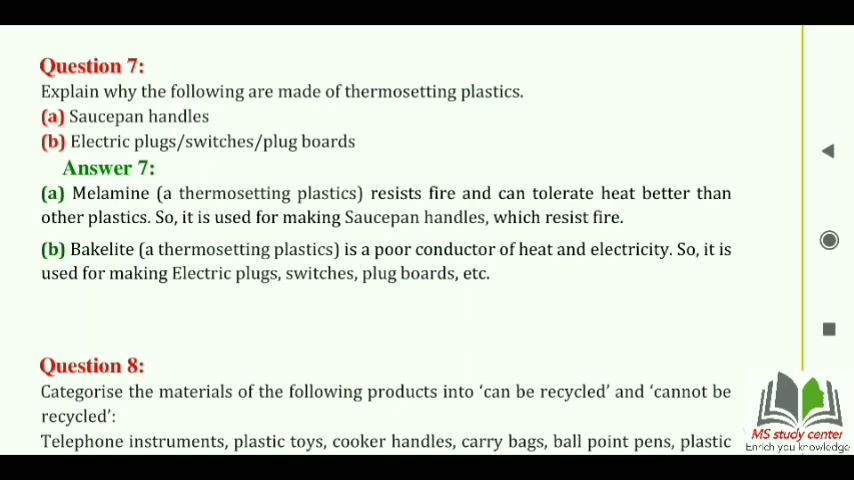 Question 7:
Explain why the following are made of thermosetting plastics.
(a) Saucepan handles
(b) Electric plugs/switches/plug boards
Answer 7:
(a) Melamine (a thermosetting plastics) resists fire and can tolerate heat better than
other plastics. So, it is used for making Saucepan handles, which resist fire.
(b) Bakelite (a thermosetting plastics) is a poor conductor of heat and electricity. So, it is
used for making Electric plugs, switches, plug boards, etc.
Question 8:
Categorise the materials of the following products into ‘can be recycled’ and ‘cannot be
recycled’:
Telephone instruments, plastic toys, cooker handles, carry bags, ball point pens, plastic
MS study center
Enrich you knowledge